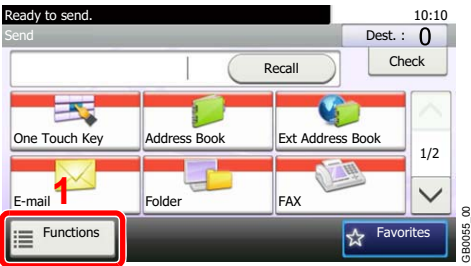 Ready to send. 10:10
Send Dest. : 0
Recall Check
One Touch Key Address Book Ext Address Book
1/2
E-mail 1 Folder FAX
Functions Favorites
GB0055_00